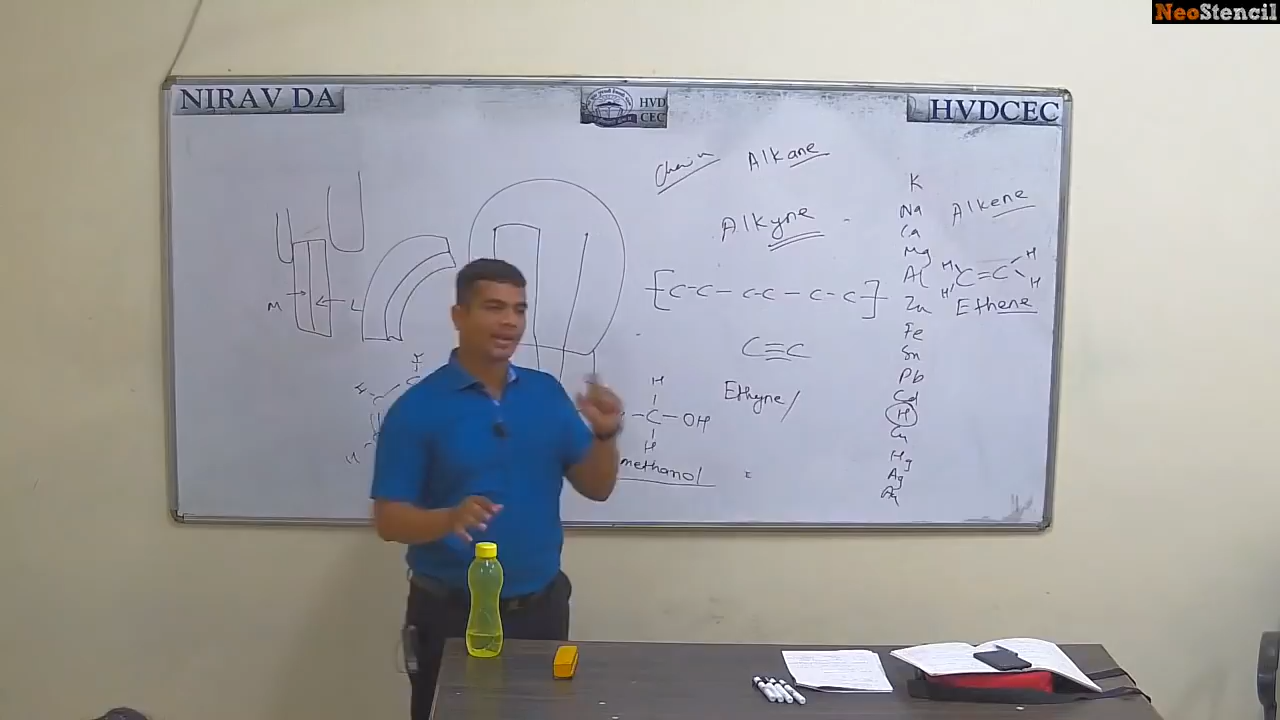 NeoStencil
NIRAV DA
HVD
CEC
HVDCEC
Chain
Alkane
Alkyne
K
Na
Ca
Mg
Al
Zn
Fe
Sn
Pb
Cd
H
Cu
Hg
Ag
Alkene
H H
C=C
H H
Ethene
[C-C- C-C- C-C]
C≡C
Ethyne/
H
-C-OH
H
methanol
M
L